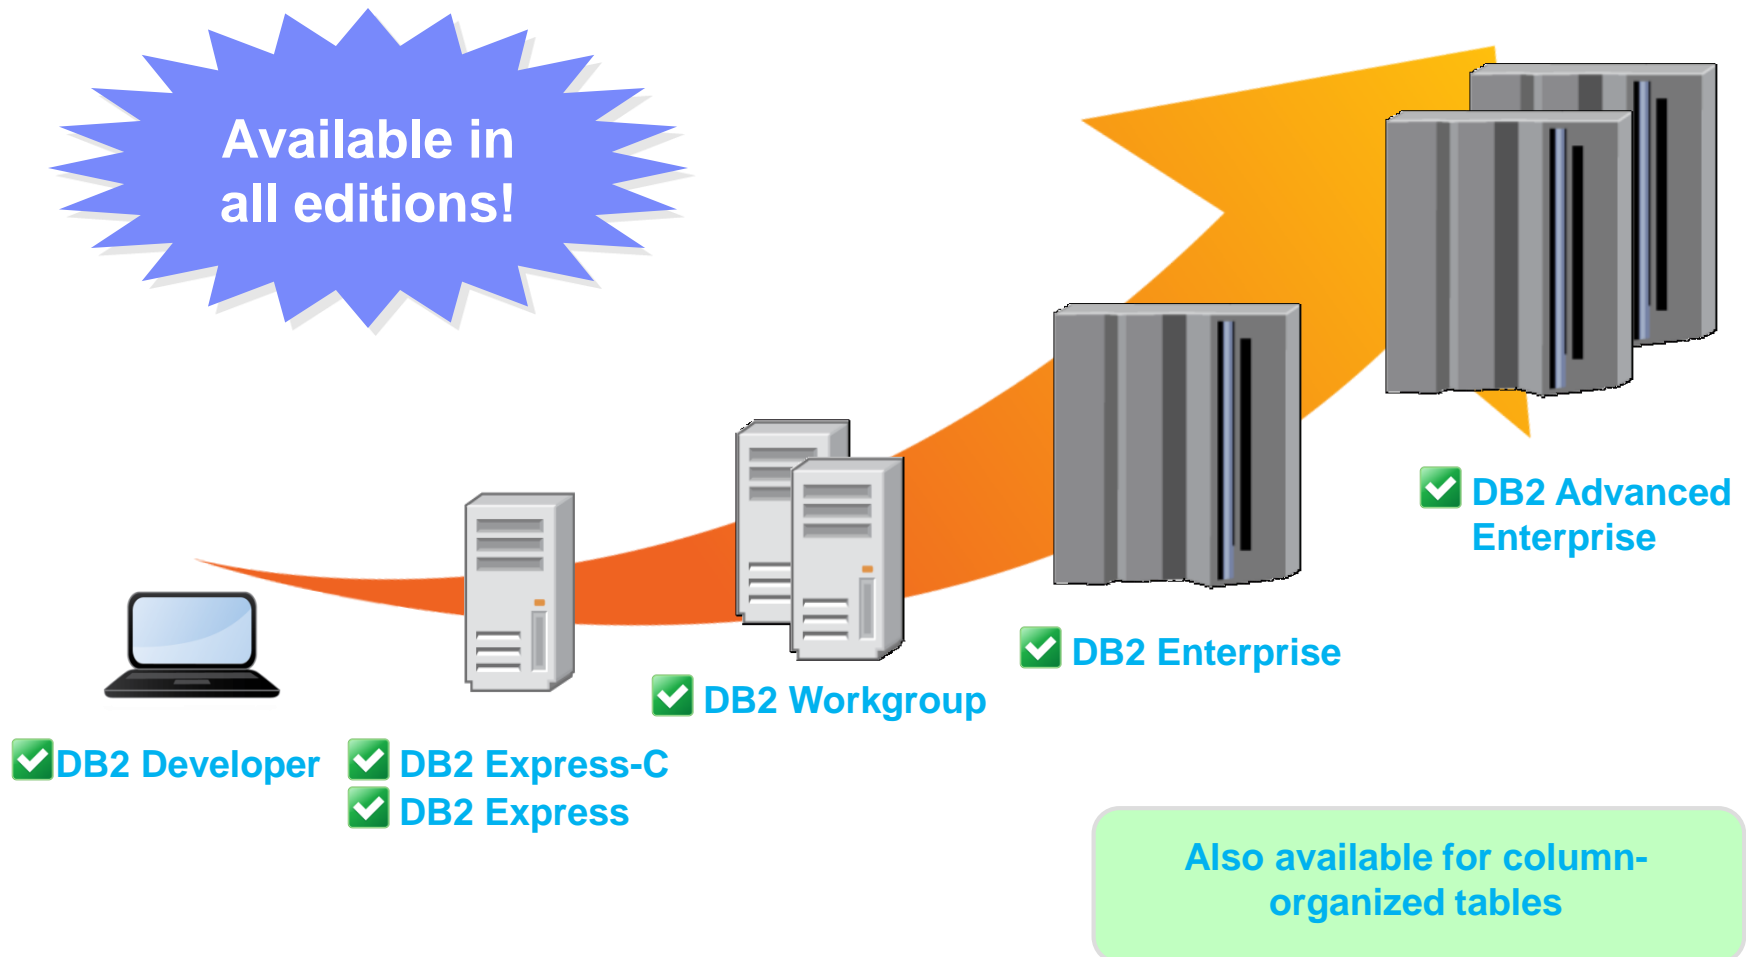 Available in
all editions!
DB2 Advanced
Enterprise
DB2 Enterprise
DB2 Workgroup
DB2 Developer
DB2 Express-C
DB2 Express
Also available for column-
organized tables